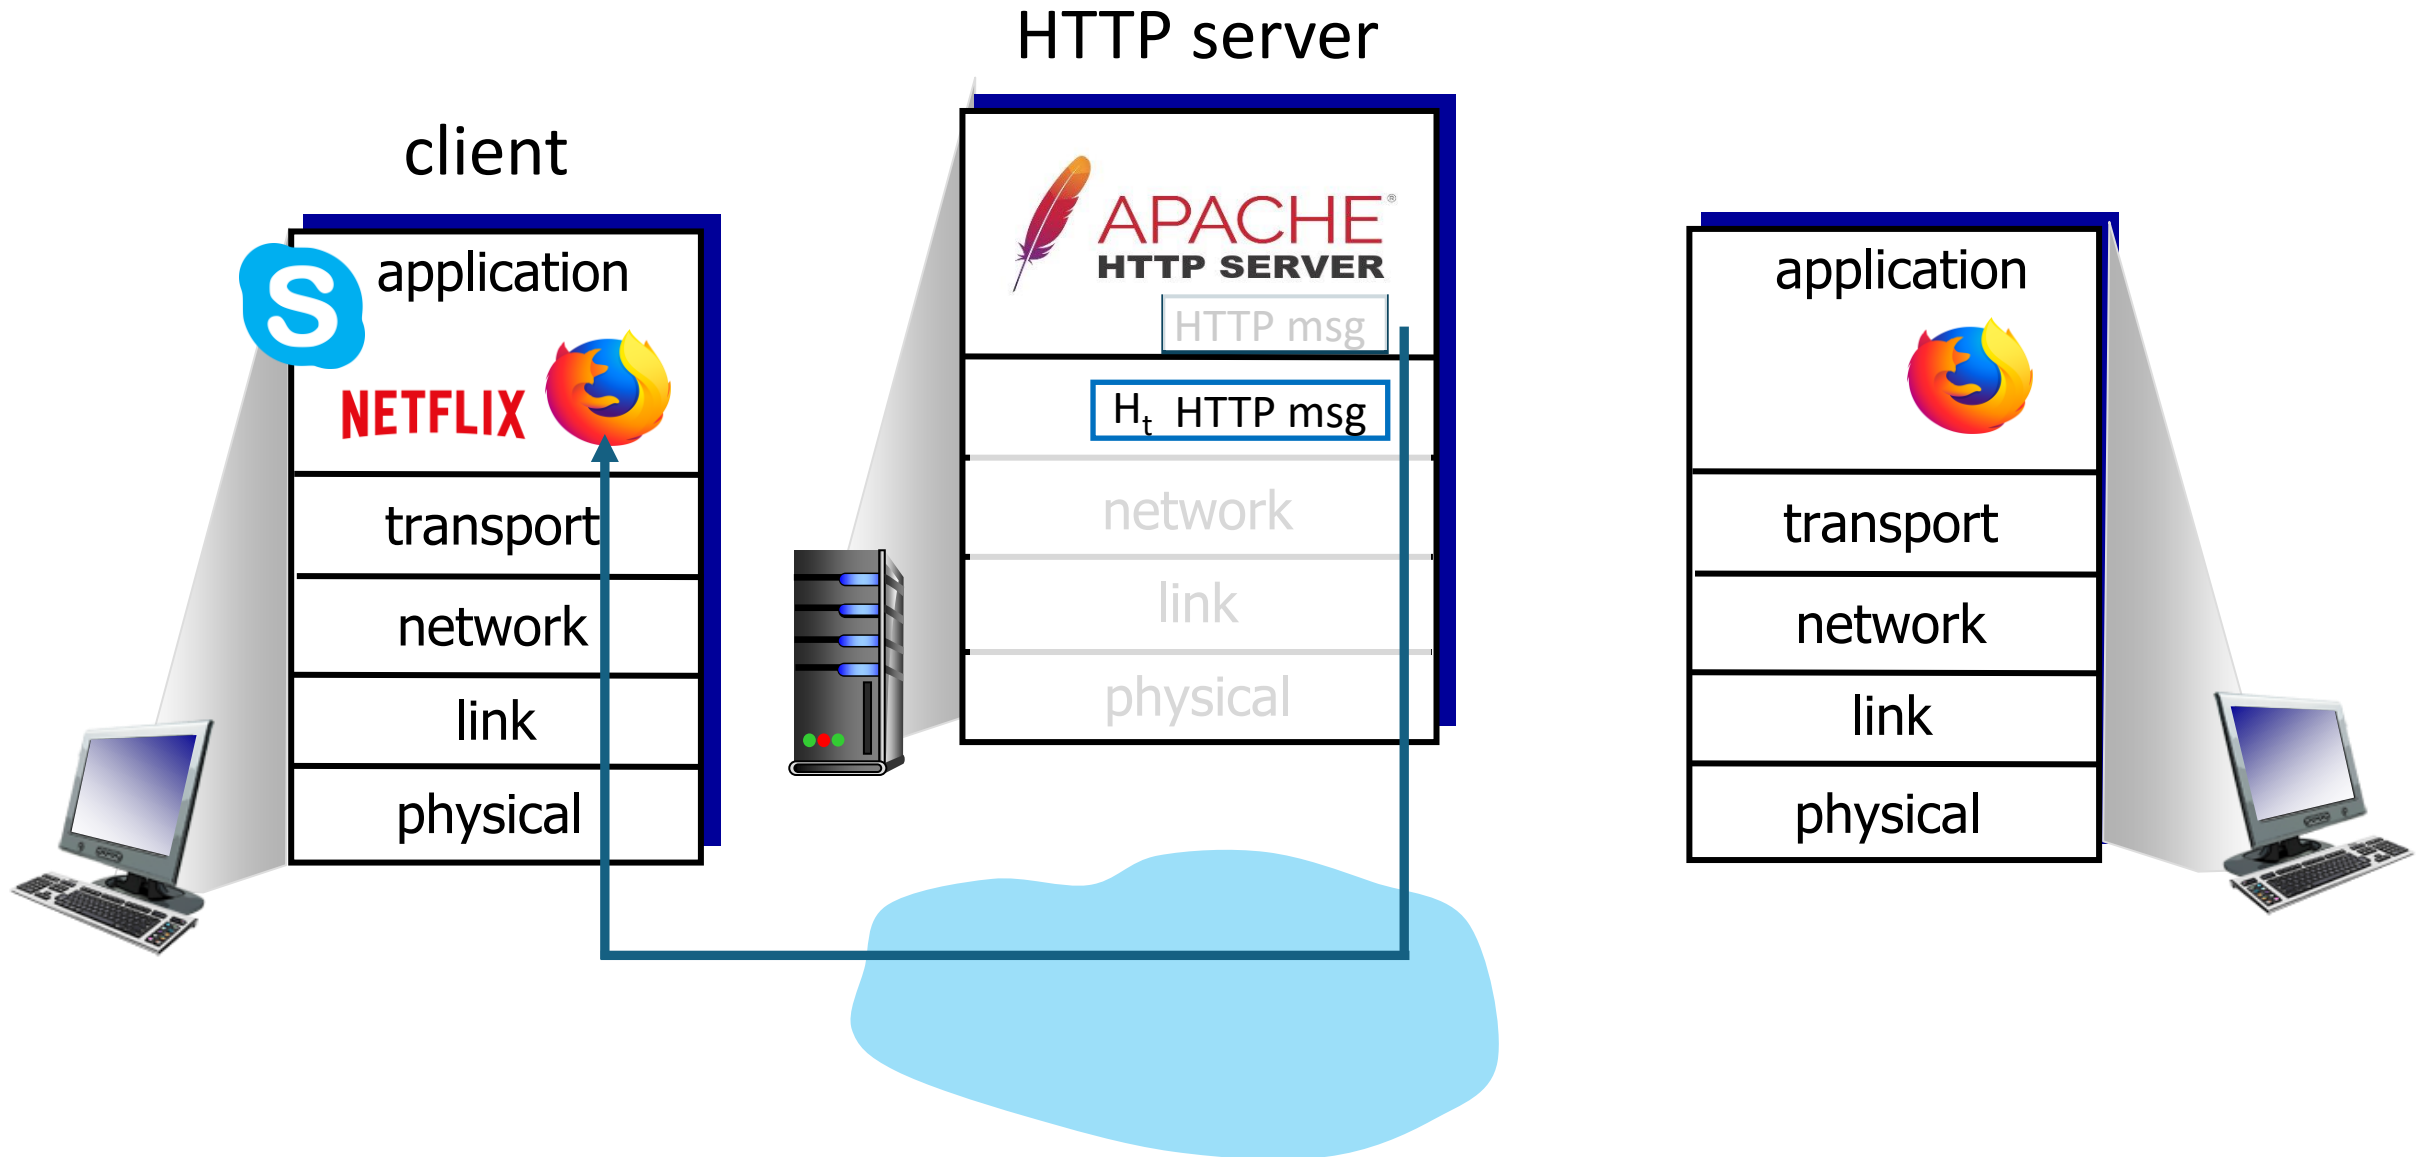 HTTP server
client
APACHE®
HTTP SERVER
HTTP msg
Ht HTTP msg
network
link
physical
S
application
NETFLIX
transport
network
link
physical
application
transport
network
link
physical